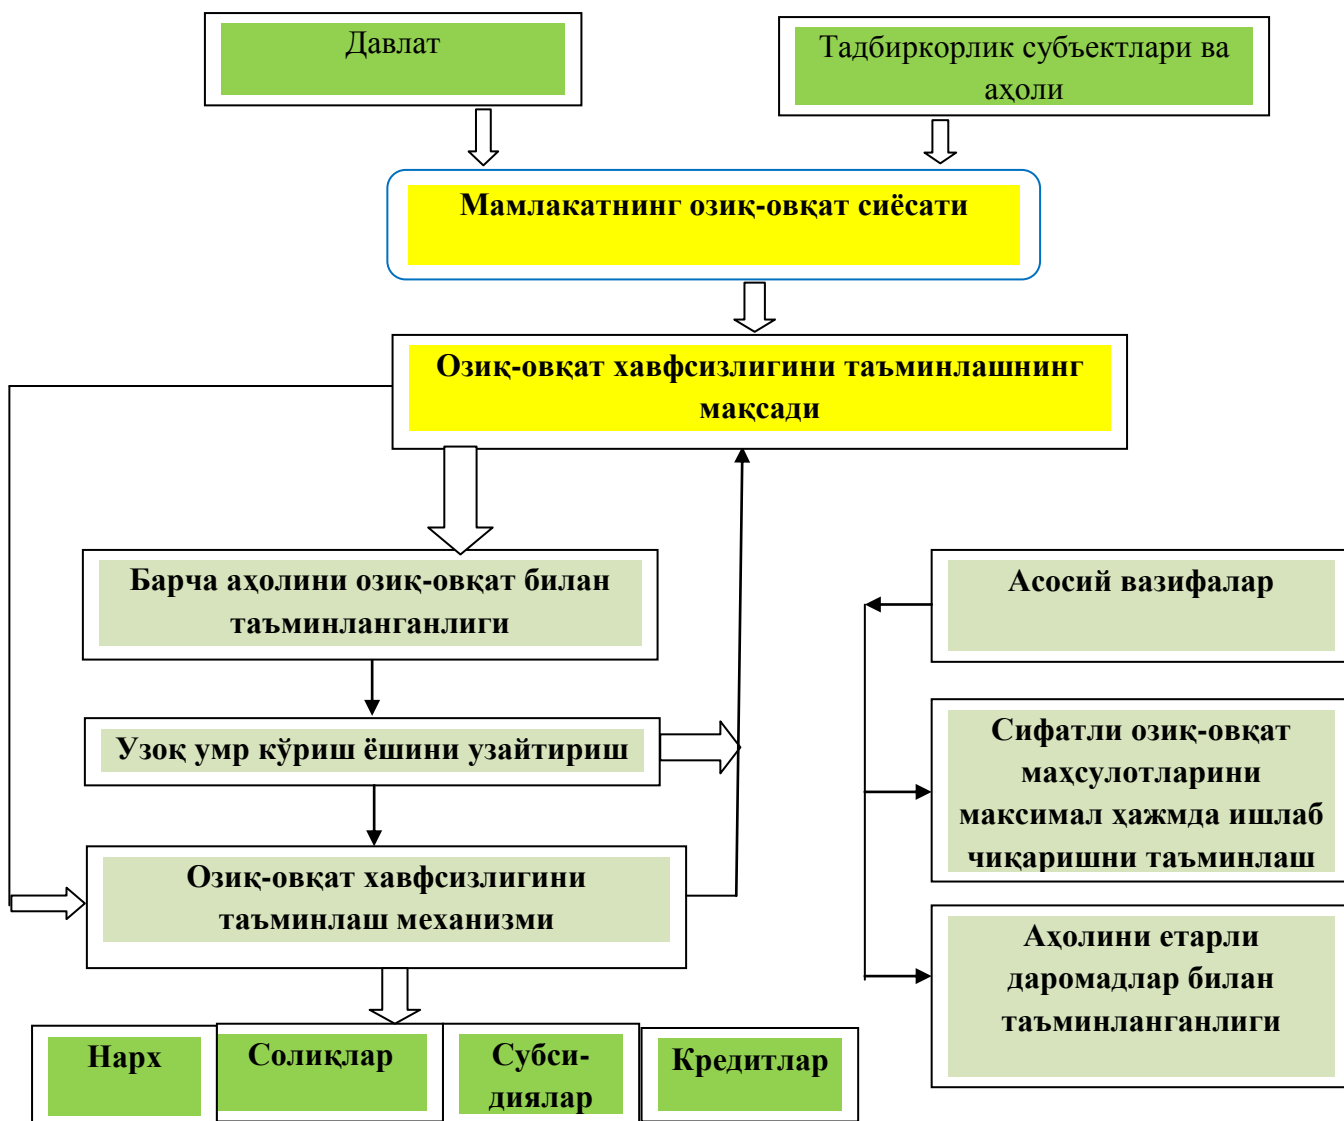 Давлат
Тадбиркорлик субъектлари ва
аҳоли
Мамлакатнинг озиқ-овқат сиёсати
Озиқ-овқат хавфсизлигини таъминлашнинг
мақсади
Барча аҳолини озиқ-овқат билан
таъминланганлиги
Асосий вазифалар
Узоқ умр кўриш ёшини узайтириш
Сифатли озиқ-овқат
маҳсулотларини
максимал ҳажмда ишлаб
чиқаришни таъминлаш
Озиқ-овқат хавфсизлигини
таъминлаш механизми
Аҳолини етарли
даромадлар билан
таъминланганлиги
Нарх
Солиқлар
Субси-
диялар
Кредитлар